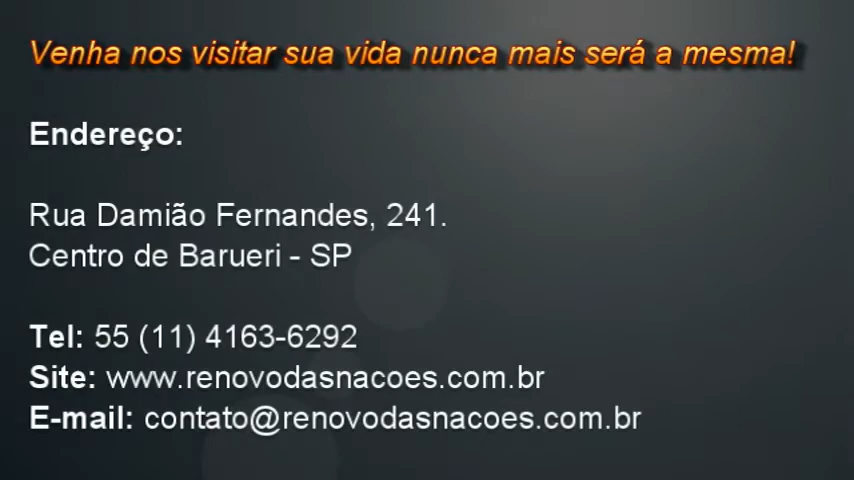 Venha nos visitar sua vida nunca mais será a mesma!
Endereço:
Rua Damião Fernandes, 241.
Centro de Barueri - SP
Tel: 55 (11) 4163-6292
Site: www.renovodasnacoes.com.br
E-mail: contato@renovodasnacoes.com.br